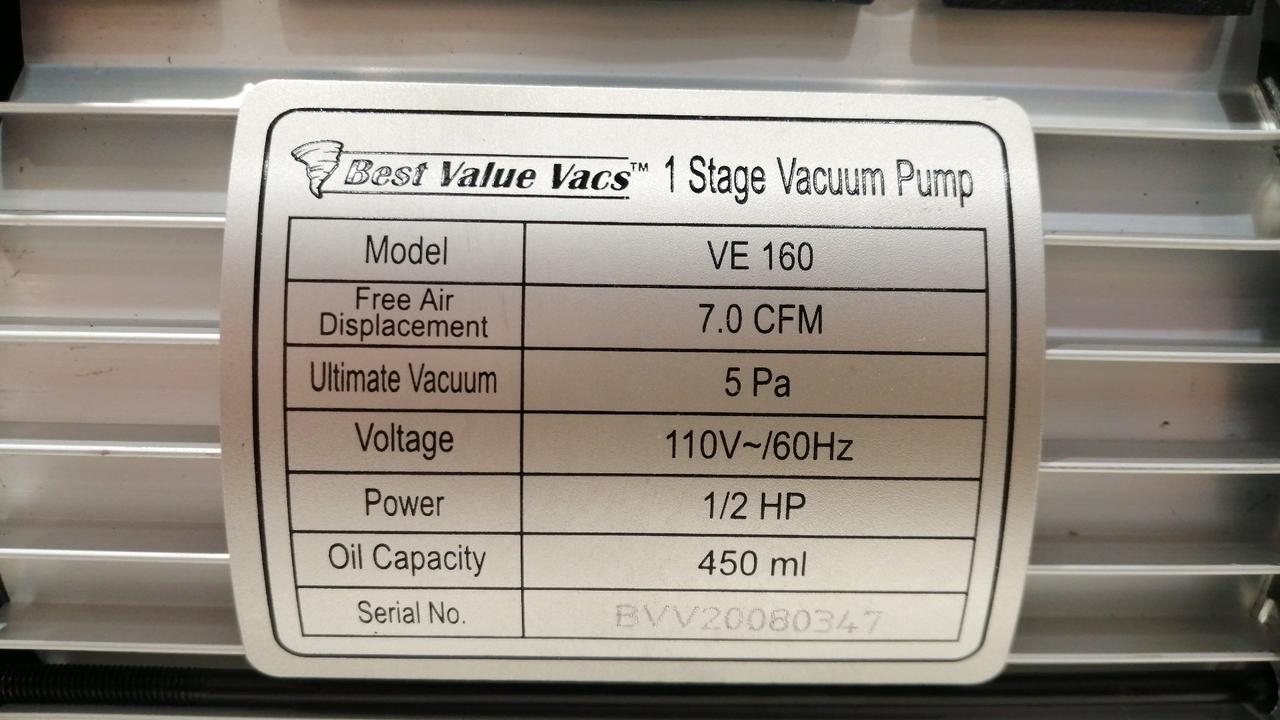 Best Value Vacs™ 1 Stage Vacuum Pump
Model VE 160
Free Air
Displacement 7.0 CFM
Ultimate Vacuum 5 Pa
Voltage 110V~/60Hz
Power 1/2 HP
Oil Capacity 450 ml
Serial No. BVV20080347